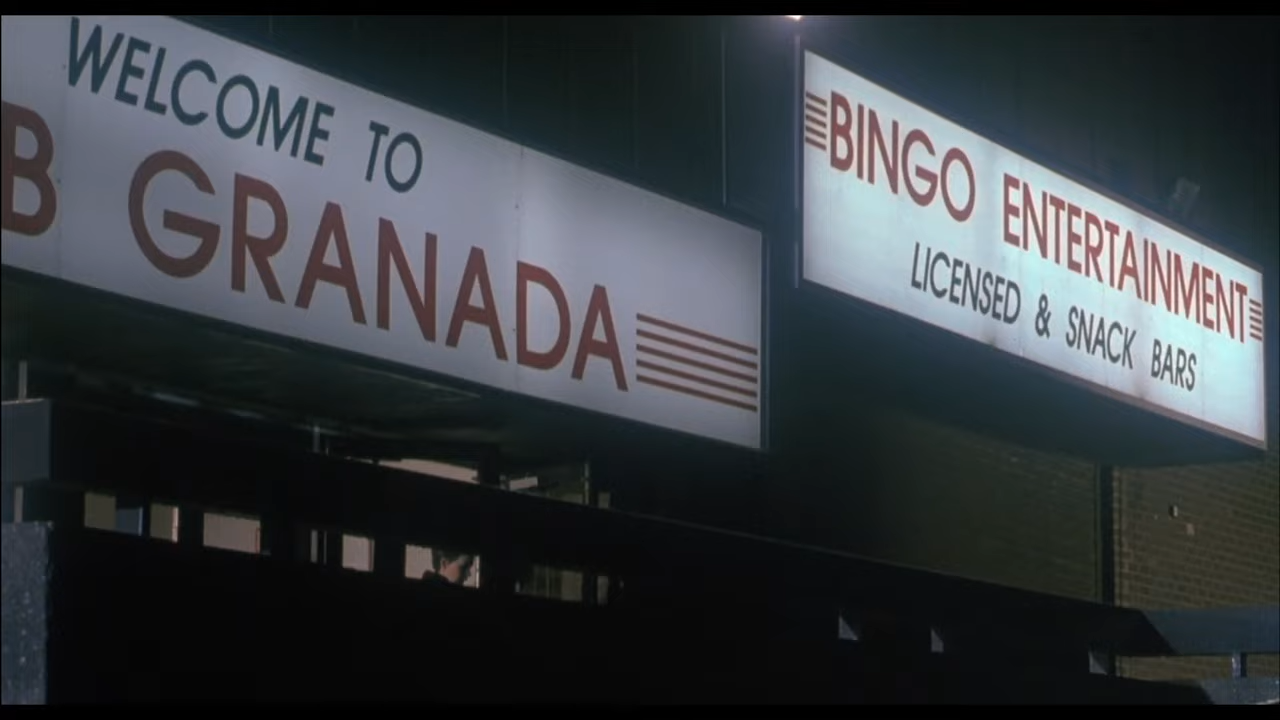 WELCOME TO
B GRANADA
BINGO ENTERTAINMENT
LICENSED & SNACK BARS